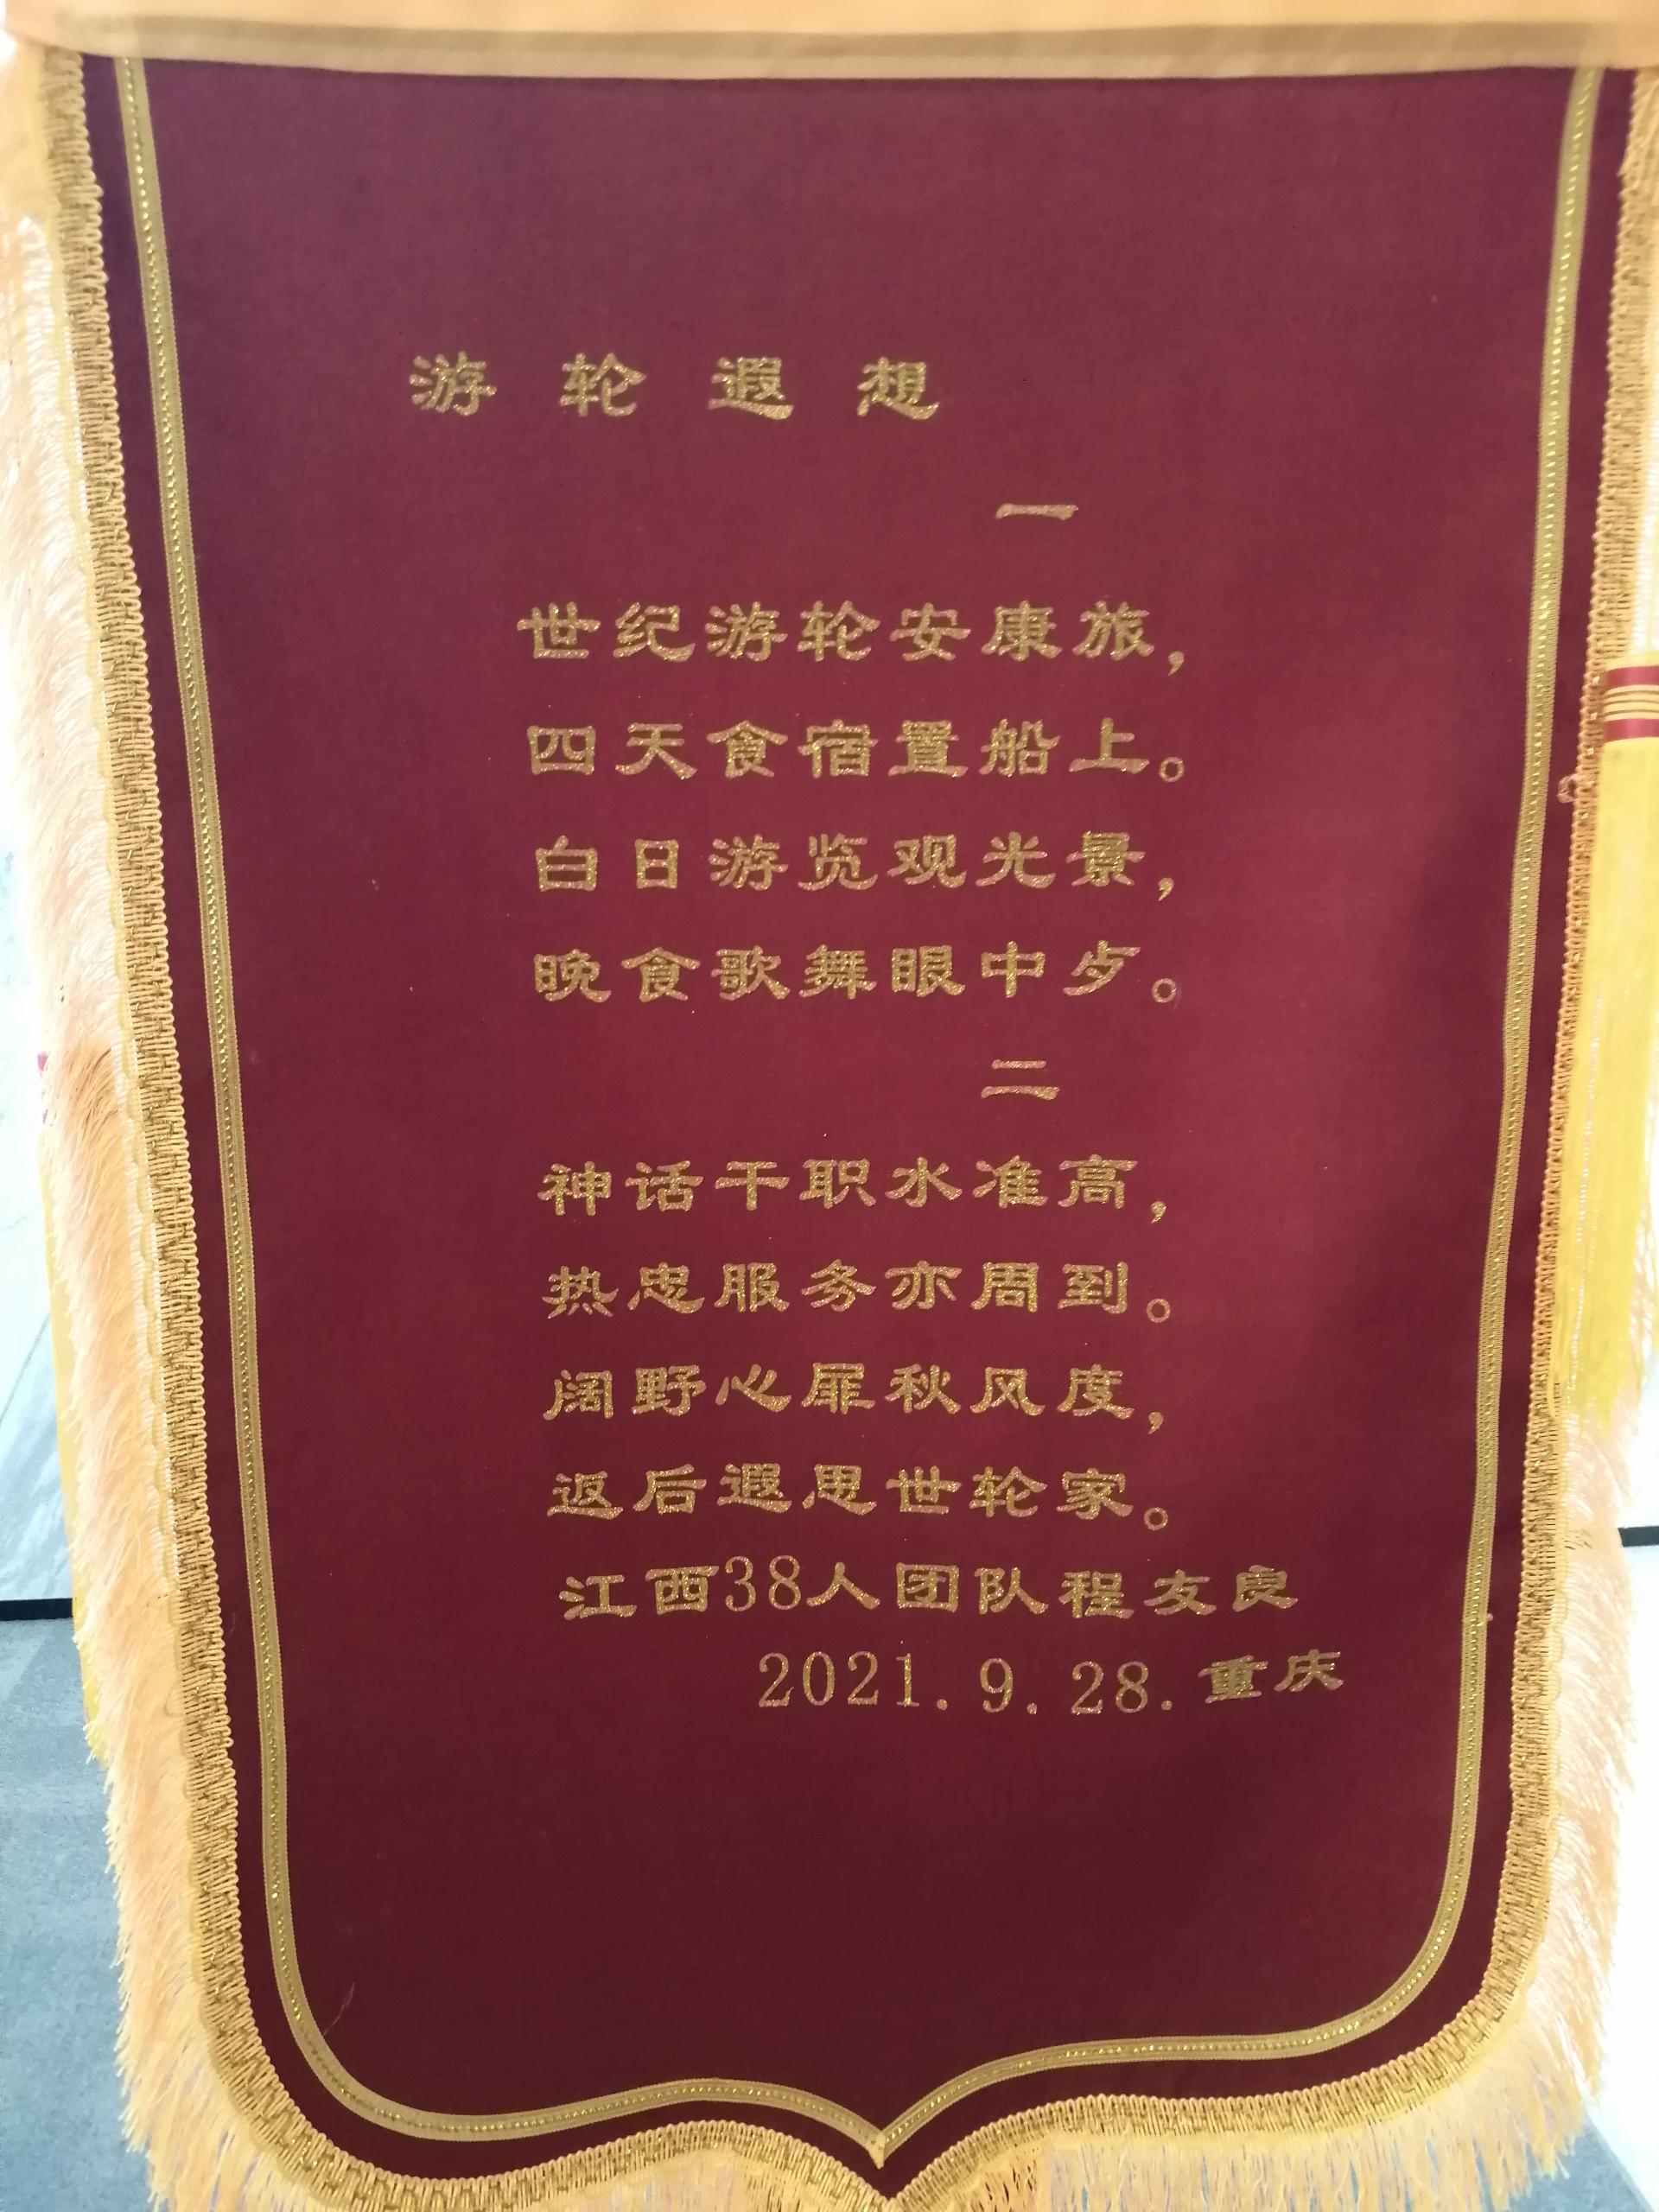 游轮遐想
一
世纪游轮安康旅，
四天食宿置船上。
白日游览观光景，
晚食歌舞眼中歺。
二
神话干职水准高，
热忠服务亦周到。
阔野心扉秋风度，
返后遐思世轮家。
江西38人团队程友良
2021.9.28.重庆